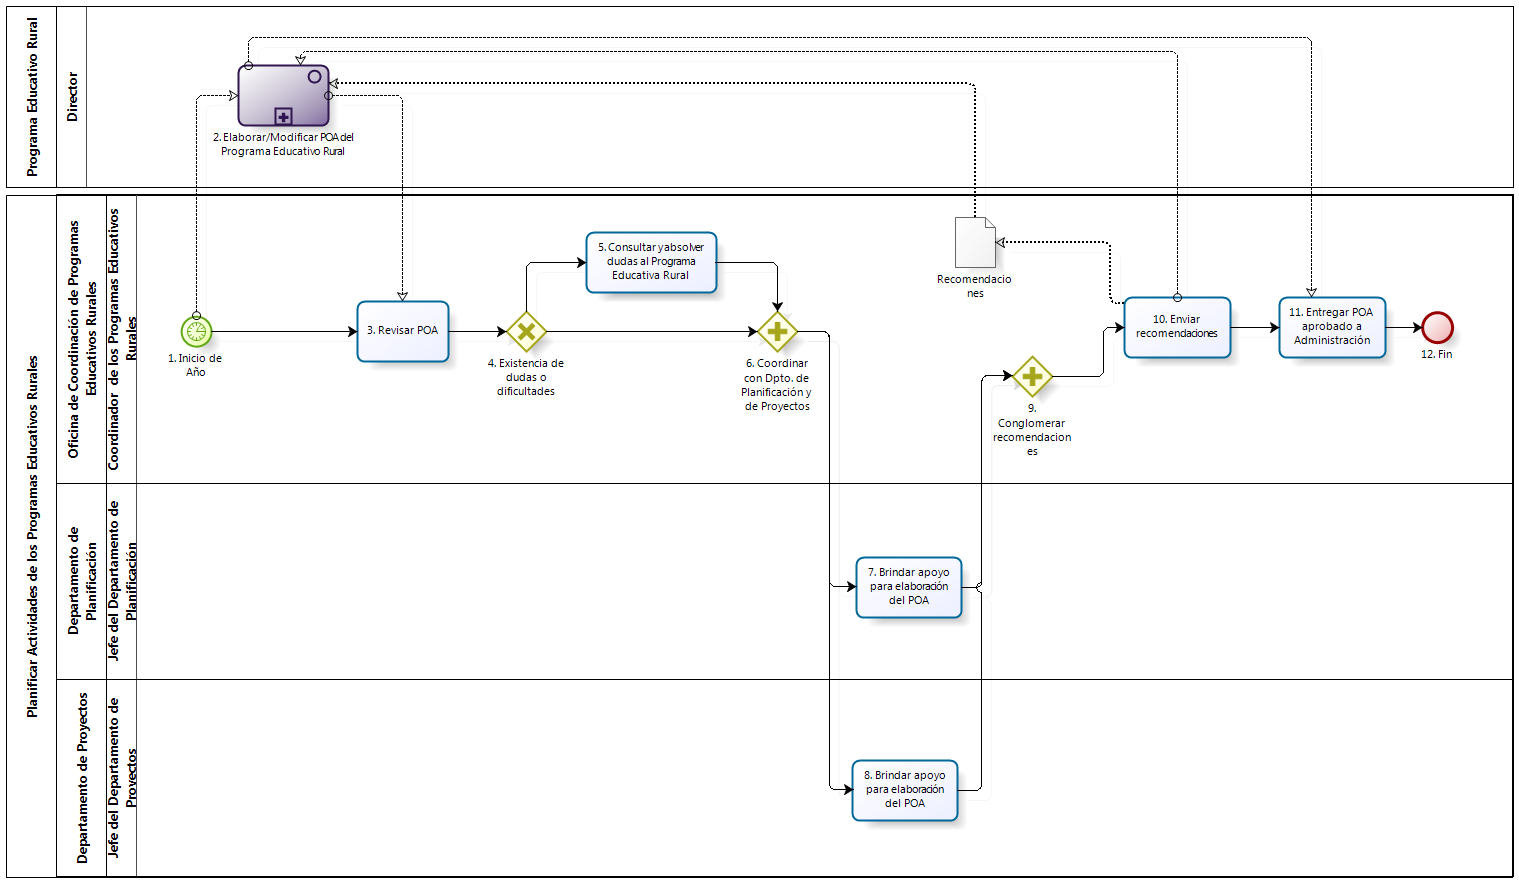 Programa Educativo Rural
Director
2. Elaborar/Modificar POA del
Programa Educativo Rural
Planificar Actividades de los Programas Educativos Rurales
Oficina de Coordinación de Programas
Educativos Rurales
Coordinador de los Programas Educativos
Rurales
1. Inicio de
Año
3. Revisar POA
4. Existencia de
dudas o
dificultades
5. Consultar y absolver
dudas al Programa
Educativa Rural
6. Coordinar
con Dpto. de
Planificación y
de Proyectos
Recomendacio
nes
9.
Conglomerar
recomendacion
es
10. Enviar
recomendaciones
11. Entregar POA
aprobado a
Administración
12. Fin
Departamento de
Planificación
Jefe del Departamento de
Planificación
7. Brindar apoyo
para elaboración
del POA
Departamento de Proyectos
Jefe del Departamento de
Proyectos
8. Brindar apoyo
para elaboración
del POA